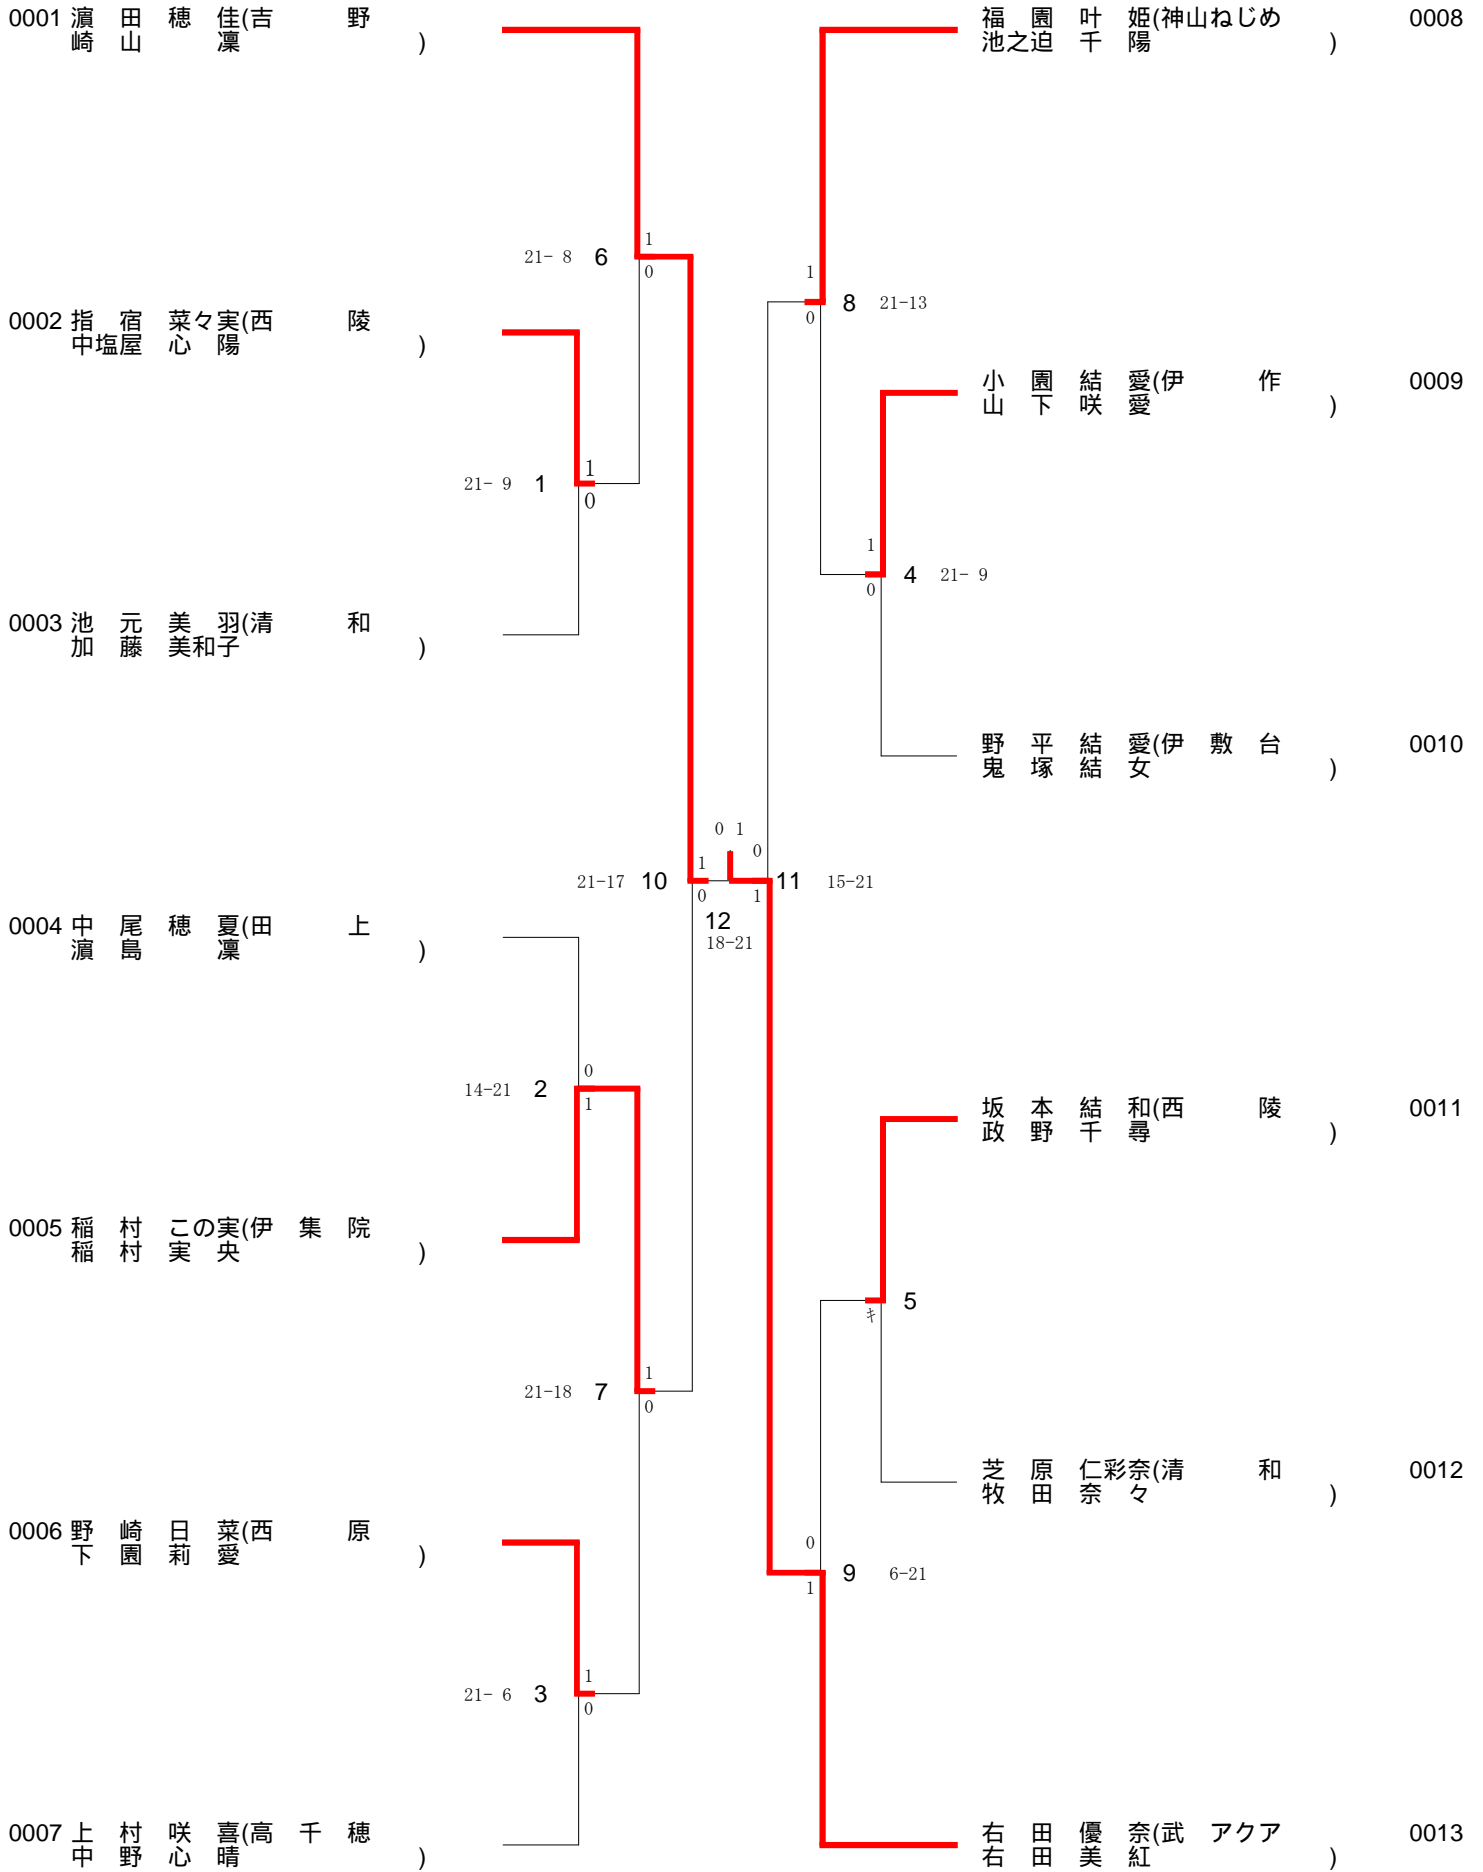 0001 濵　田　穂　佳(吉　　　野
崎　山　　　凜　　　　　　　)
福　園　叶　姫(神山ねじめ 0008
池之迫　千　陽　　　　　　　)
1
21- 8 6
0
1
8 21-13
0
0002 指　宿　菜々実(西　　　陵
中塩屋　心　陽　　　　　　　)
小　園　結　愛(伊　　　作 0009
山　下　咲　愛　　　　　　　)
1
21- 9 1
0
1
4 21- 9
0
0003 池　元　美　羽(清　　　和
加　藤　美和子　　　　　　　)
野　平　結　愛(伊　敷　台 0010
鬼　塚　結　女　　　　　　　)
0 1
1
21-17 10
0
0
11 15-21
1
12
18-21
0004 中　尾　穂　夏(田　　　上
濵　島　　　凜　　　　　　　)
0
14-21 2
1
坂　本　結　和(西　　　陵 0011
政　野　千　尋　　　　　　　)
0005 稲　村　この実(伊　集　院
稲　村　実　央　　　　　　　)
5
キ
1
21-18 7
0
芝　原　仁彩奈(清　　　和 0012
牧　田　奈　々　　　　　　　)
0006 野　崎　日　菜(西　　　原
下　園　莉　愛　　　　　　　)
0
9 6-21
1
1
21- 6 3
0
0007 上　村　咲　喜(高　千　穂
中　野　心　晴　　　　　　　)
右　田　優　奈(武　アクア 0013
右　田　美　紅　　　　　　　)